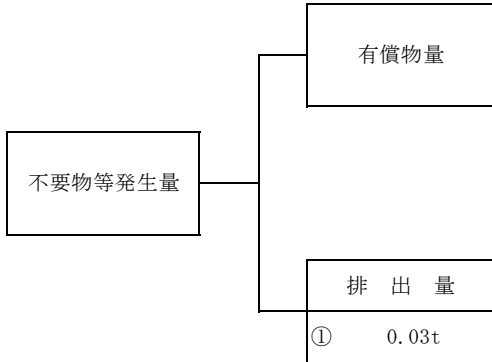 有償物量
不要物等発生量
排 出 量
① 0.03t